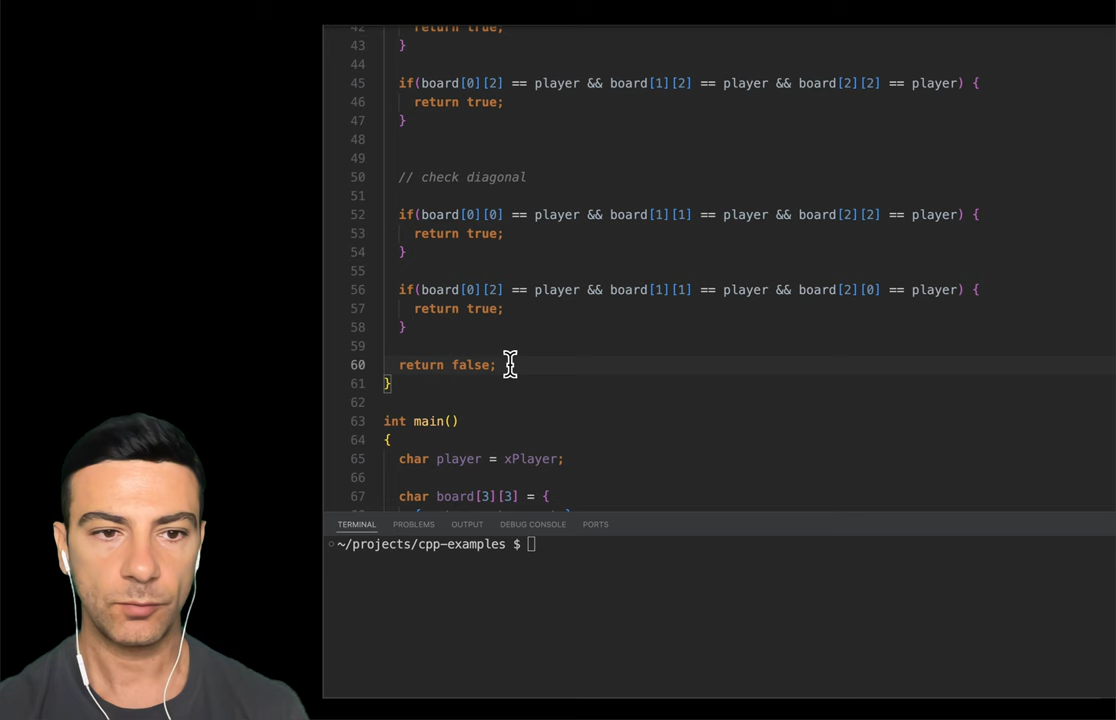 42 return true;
43 }
44
45 if(board[0][2] == player && board[1][2] == player && board[2][2] == player) {
46 return true;
47 }
48
49
50 // check diagonal
51
52 if(board[0][0] == player && board[1][1] == player && board[2][2] == player) {
53 return true;
54 }
55
56 if(board[0][2] == player && board[1][1] == player && board[2][0] == player) {
57 return true;
58 }
59
60 return false;
61 }
62
63 int main()
64 {
65 char player = xPlayer;
66
67 char board[3][3] = {
TERMINAL PROBLEMS OUTPUT DEBUG CONSOLE PORTS
~/projects/cpp-examples $